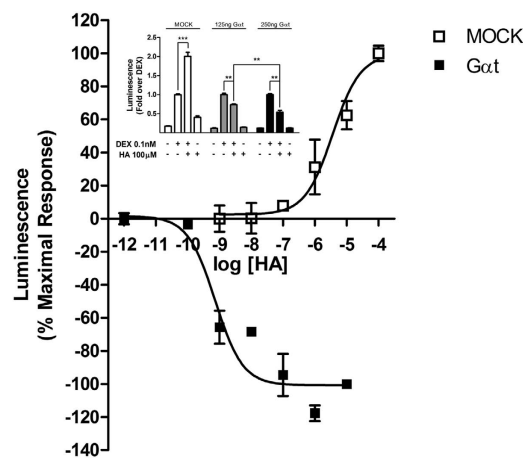 MOCK
Gαt
MOCK 125ng Gαt 250ng Gαt
***
**
**
**
Luminescence
(Fold over DEX)
2.5
2.0
1.5
1.0
0.5
0.0
DEX 0.1nM - + + - - + + - - + + -
HA 100μM - - + + - - + + - - + +
Luminescence
(% Maximal Response)
120
100
80
60
40
20
0
-20
-40
-60
-80
-100
-120
-140
-12 -11 -10 -9 -8 -7 -6 -5 -4
log [HA]